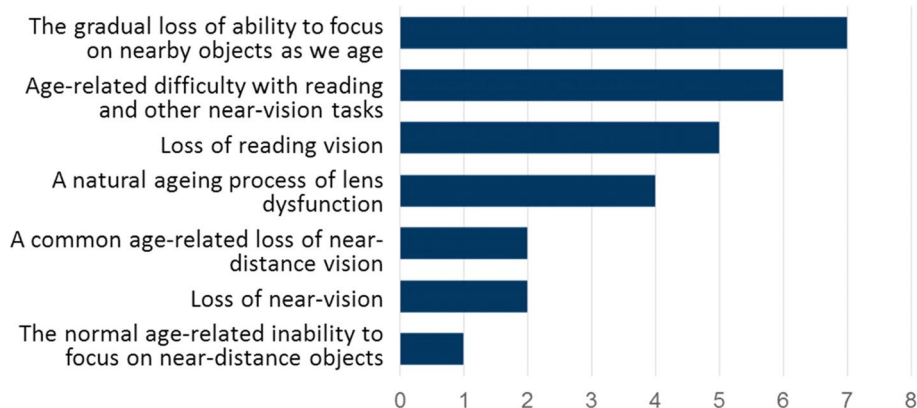 The gradual loss of ability to focus
on nearby objects as we age
Age-related difficulty with reading
and other near-vision tasks
Loss of reading vision
A natural ageing process of lens
dysfunction
A common age-related loss of near-
distance vision
Loss of near-vision
The normal age-related inability to
focus on near-distance objects
0 1 2 3 4 5 6 7 8